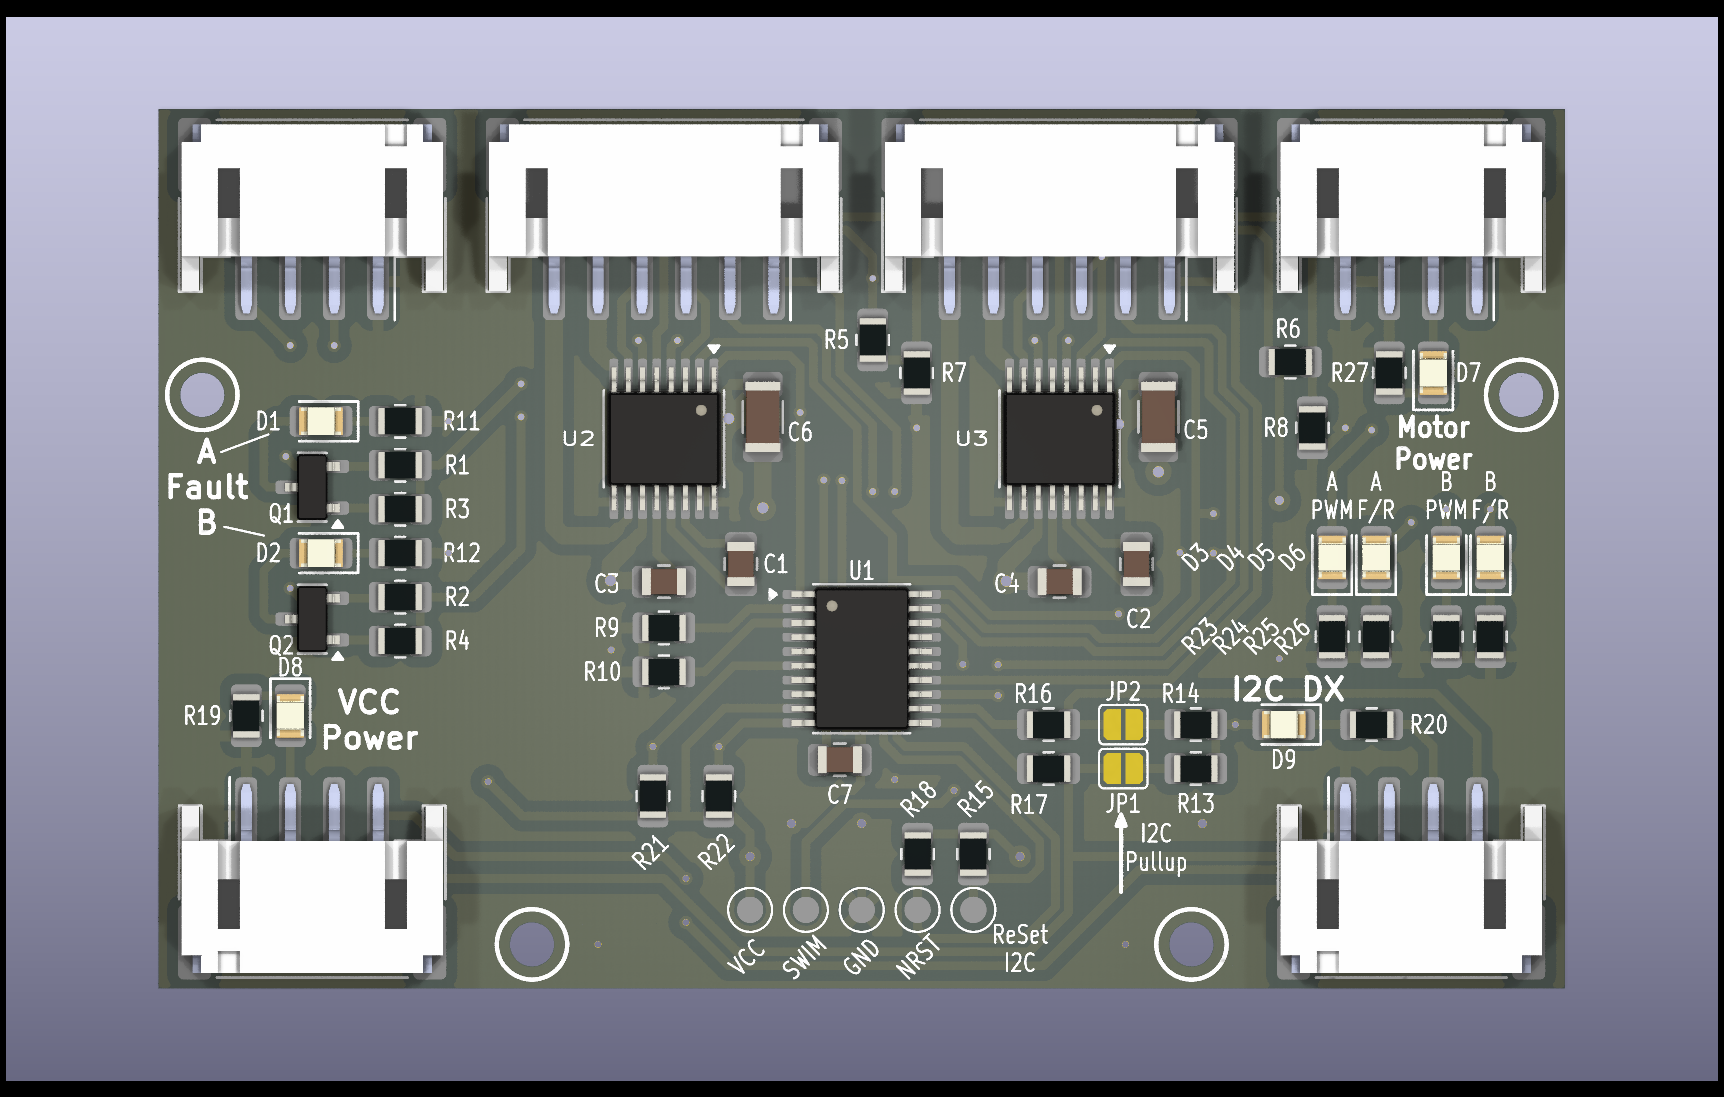 R5
R7
R6
R27
D7
D1
R11
U2
C6
U3
C5
R8
Motor
Power
A
Fault
B
R1
Q1
R3
D2
R12
A
PWM
A
F/R
B
PWM
B
F/R
D3
D4
D5
D6
C3
C1
U1
C4
C2
R2
Q2
R4
R9
R10
R23
R24
R25
R26
D8
R19
VCC
Power
R16
JP2
R14
I2C DX
R20
D9
R17
JP1
R13
I2C
Pullup
C7
R18
R15
R21
R22
VCC
SWIM
GND
NRST
ReSet
I2C